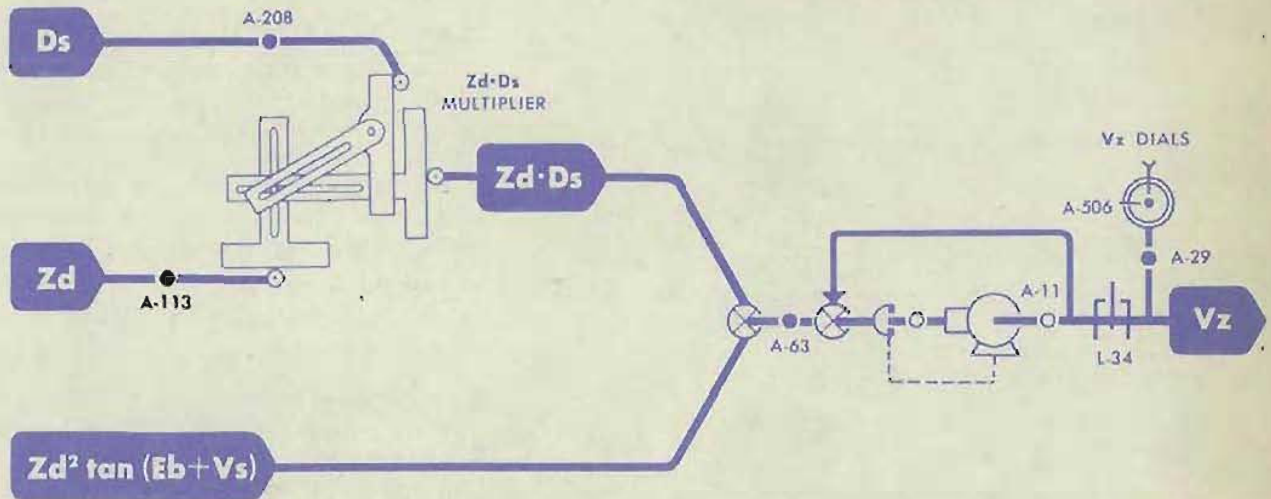 Ds
A-208
Zd·Ds
MULTIPLIER
Zd·Ds
Vz DIALS
A-506
A-29
Zd
A-113
A-11
Vz
A-63
L-34
Zd² tan (Eb+Vs)